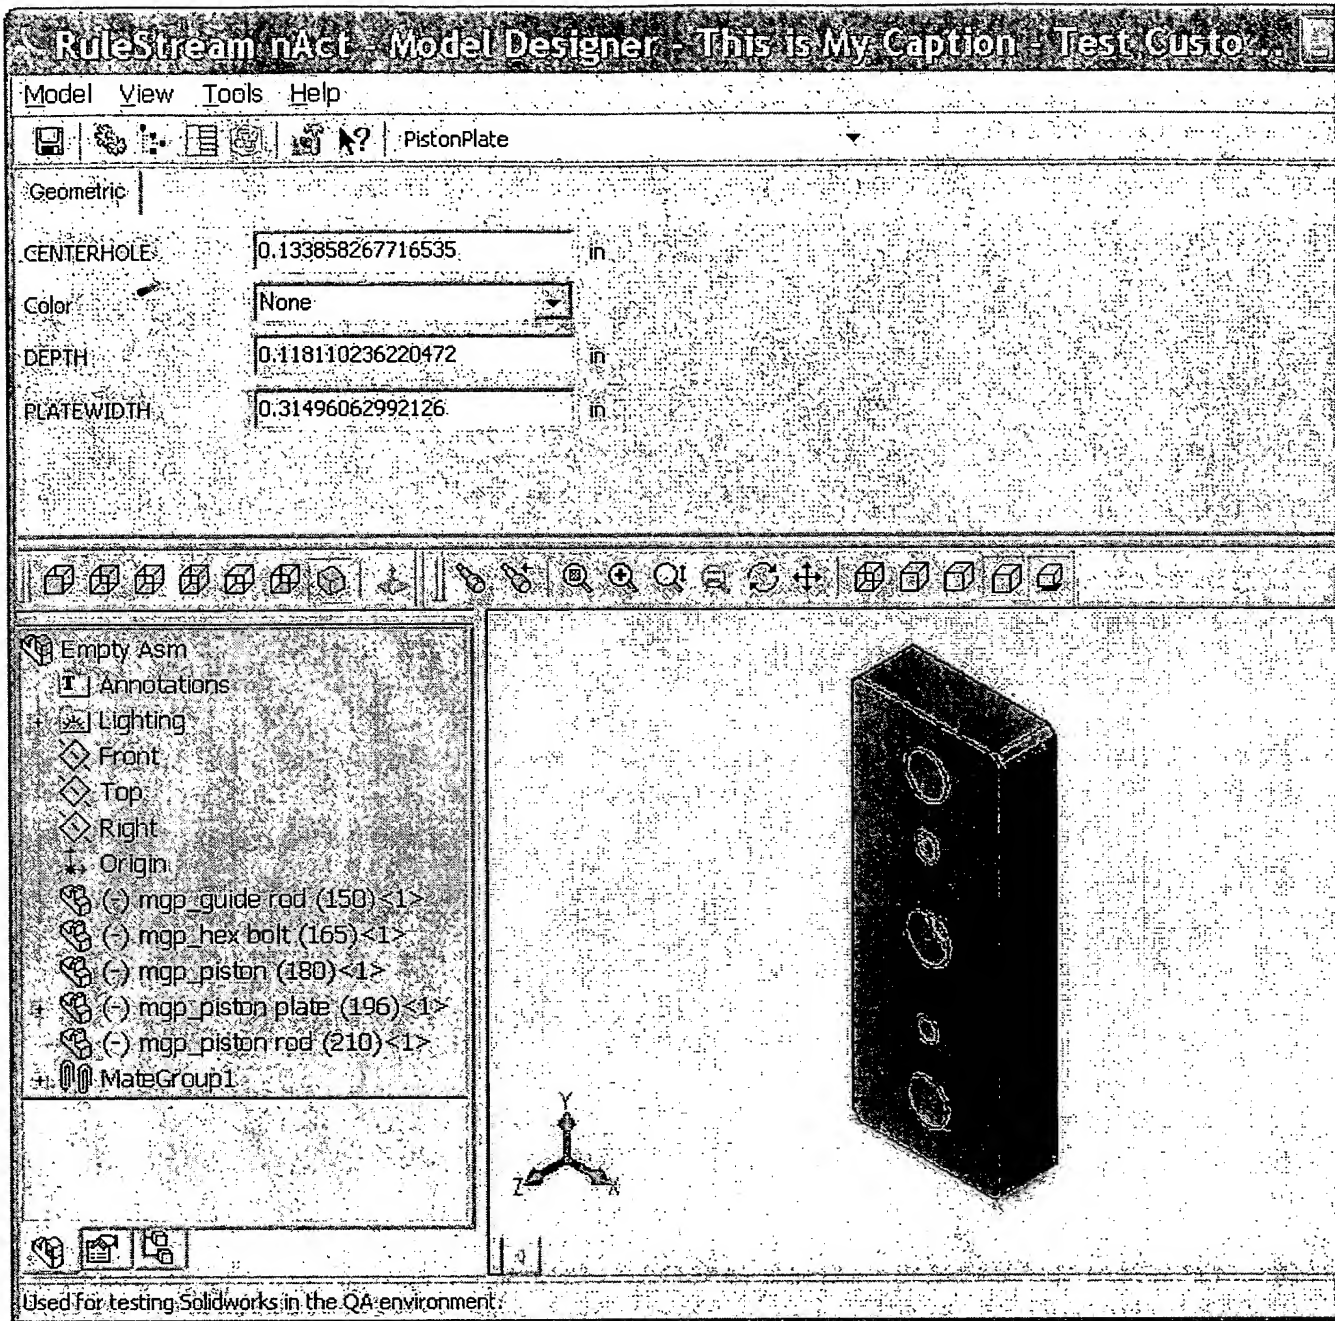 RuleStream nAct - Model Designer - This is My Caption - Test Custo...
Model View Tools Help
PistonPlate
Geometric
CENTERHOLE 0.133858267716535 in
Color None
DEPTH 0.118110236220472 in
PLATEWIDTH 0.31496062992126 in
Empty Asm
Annotations
Lighting
Front
Top
Right
Origin
(-) mgp_guide rod (150)<1>
(-) mgp_hex bolt (165)<1>
(-) mgp_piston (180)<1>
(-) mgp_piston plate (196)<1>
(-) mgp_piston rod (210)<1>
MateGroup1
Y
Z X
Used for testing Solidworks in the QA environment.